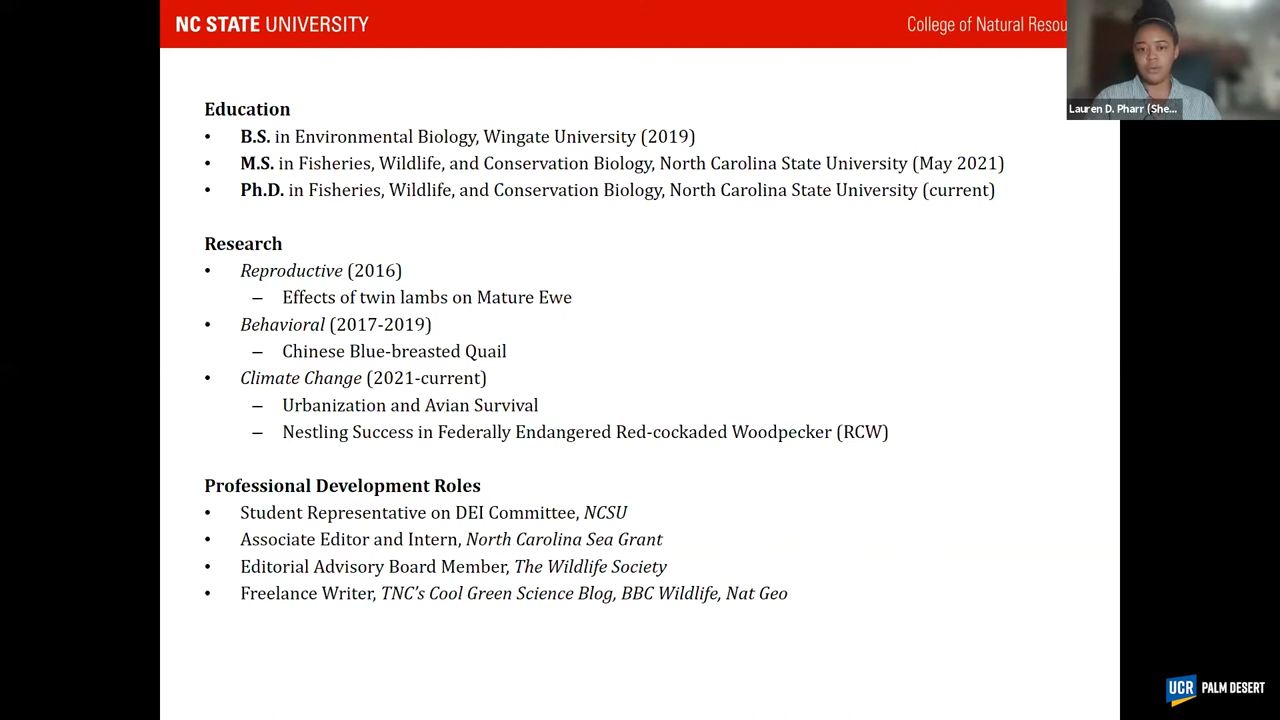 NC STATE UNIVERSITY
College of Natural Resou
Lauren D. Pharr (She...
Education
• B.S. in Environmental Biology, Wingate University (2019)
• M.S. in Fisheries, Wildlife, and Conservation Biology, North Carolina State University (May 2021)
• Ph.D. in Fisheries, Wildlife, and Conservation Biology, North Carolina State University (current)
Research
• Reproductive (2016)
– Effects of twin lambs on Mature Ewe
• Behavioral (2017-2019)
– Chinese Blue-breasted Quail
• Climate Change (2021-current)
– Urbanization and Avian Survival
– Nestling Success in Federally Endangered Red-cockaded Woodpecker (RCW)
Professional Development Roles
• Student Representative on DEI Committee, NCSU
• Associate Editor and Intern, North Carolina Sea Grant
• Editorial Advisory Board Member, The Wildlife Society
• Freelance Writer, TNC's Cool Green Science Blog, BBC Wildlife, Nat Geo
UCR PALM DESERT